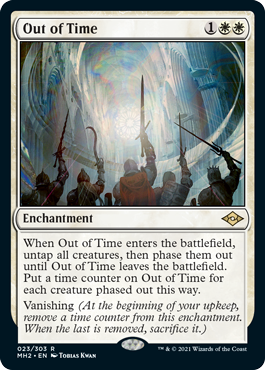 Out of Time 1
Enchantment
When Out of Time enters the battlefield,
untap all creatures, then phase them out
until Out of Time leaves the battlefield.
Put a time counter on Out of Time for
each creature phased out this way.
Vanishing (At the beginning of your upkeep,
remove a time counter from this enchantment.
When the last is removed, sacrifice it.)
023/303 R
MH2 • EN Tobias Kwan ™ & © 2021 Wizards of the Coast